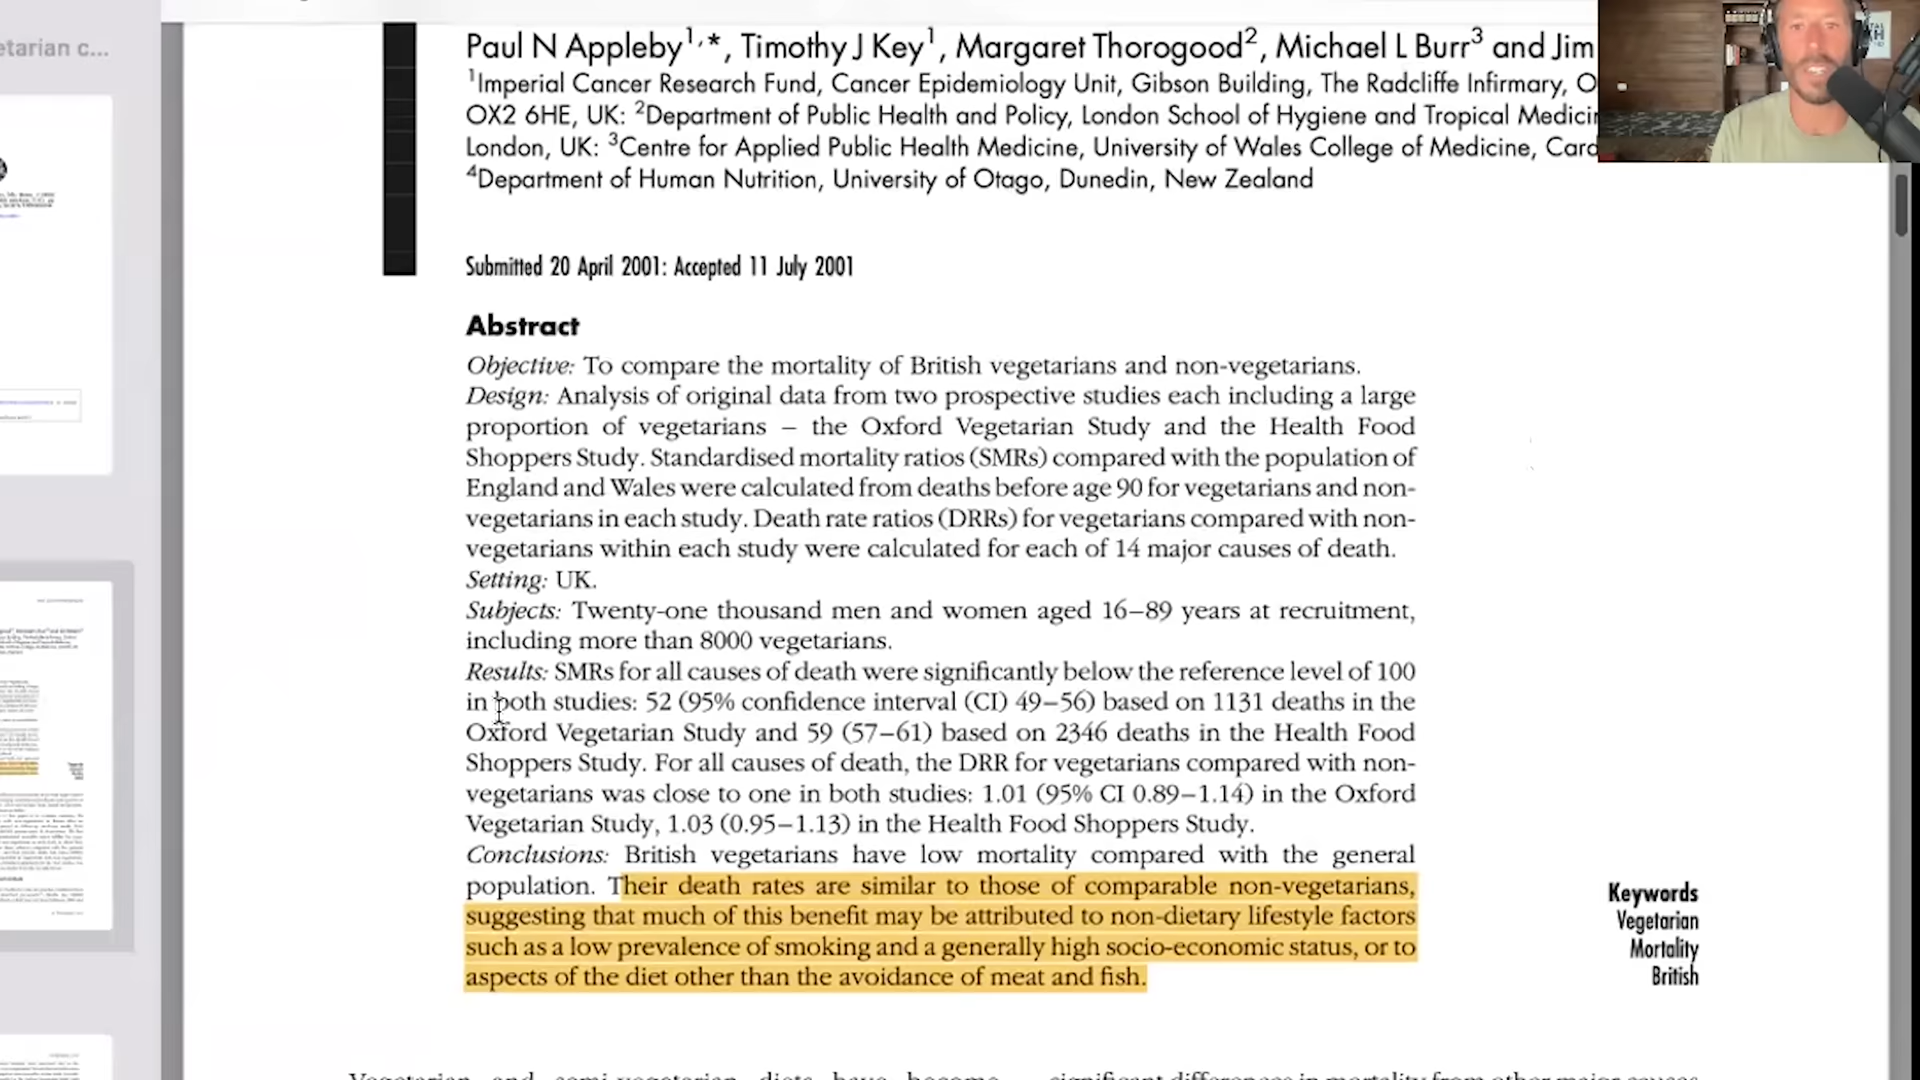 etarian c...
Paul N Appleby1,*, Timothy J Key1, Margaret Thorogood2, Michael L Burr3 and Jim
1Imperial Cancer Research Fund, Cancer Epidemiology Unit, Gibson Building, The Radcliffe Infirmary, O
OX2 6HE, UK: 2Department of Public Health and Policy, London School of Hygiene and Tropical Medicin
London, UK: 3Centre for Applied Public Health Medicine, University of Wales College of Medicine, Card
4Department of Human Nutrition, University of Otago, Dunedin, New Zealand
Submitted 20 April 2001: Accepted 11 July 2001
Abstract
Objective: To compare the mortality of British vegetarians and non-vegetarians.
Design: Analysis of original data from two prospective studies each including a large
proportion of vegetarians – the Oxford Vegetarian Study and the Health Food
Shoppers Study. Standardised mortality ratios (SMRs) compared with the population of
England and Wales were calculated from deaths before age 90 for vegetarians and non-
vegetarians in each study. Death rate ratios (DRRs) for vegetarians compared with non-
vegetarians within each study were calculated for each of 14 major causes of death.
Setting: UK.
Subjects: Twenty-one thousand men and women aged 16–89 years at recruitment,
including more than 8000 vegetarians.
Results: SMRs for all causes of death were significantly below the reference level of 100
in both studies: 52 (95% confidence interval (CI) 49–56) based on 1131 deaths in the
Oxford Vegetarian Study and 59 (57–61) based on 2346 deaths in the Health Food
Shoppers Study. For all causes of death, the DRR for vegetarians compared with non-
vegetarians was close to one in both studies: 1.01 (95% CI 0.89–1.14) in the Oxford
Vegetarian Study, 1.03 (0.95–1.13) in the Health Food Shoppers Study.
Conclusions: British vegetarians have low mortality compared with the general
population. Their death rates are similar to those of comparable non-vegetarians,
suggesting that much of this benefit may be attributed to non-dietary lifestyle factors
such as a low prevalence of smoking and a generally high socio-economic status, or to
aspects of the diet other than the avoidance of meat and fish.
Keywords
Vegetarian
Mortality
British
Vegetarian and semi-vegetarian diets have become
significant differences in mortality from other major causes